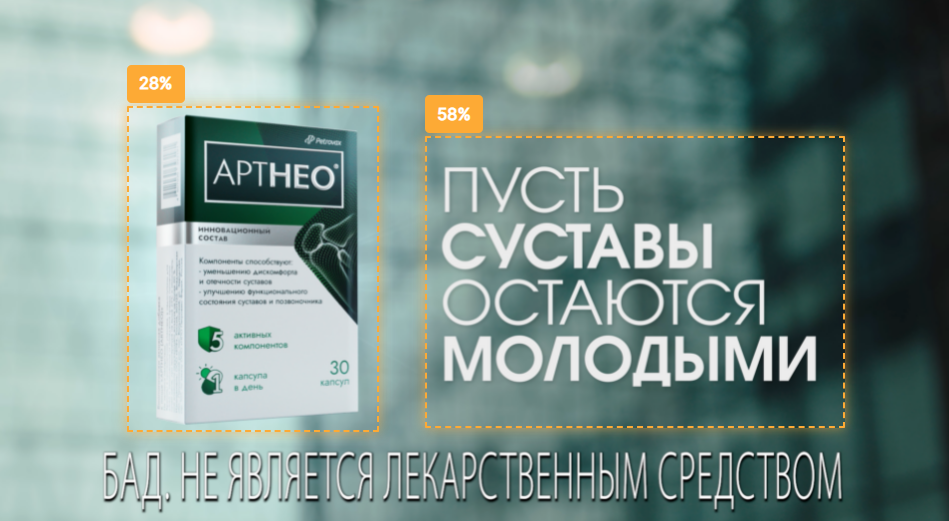 28%
58%
Petrovax
АРТНЕО®
ИННОВАЦИОННЫЙ
СОСТАВ
Компоненты способствуют:
- уменьшению дискомфорта
и отечности суставов
- улучшению функционального
состояния суставов и позвоночника
5 активных
компонентов
1 капсула
в день
30
капсул
ПУСТЬ
СУСТАВЫ
ОСТАЮТСЯ
МОЛОДЫМИ
БАД. НЕ ЯВЛЯЕТСЯ ЛЕКАРСТВЕННЫМ СРЕДСТВОМ